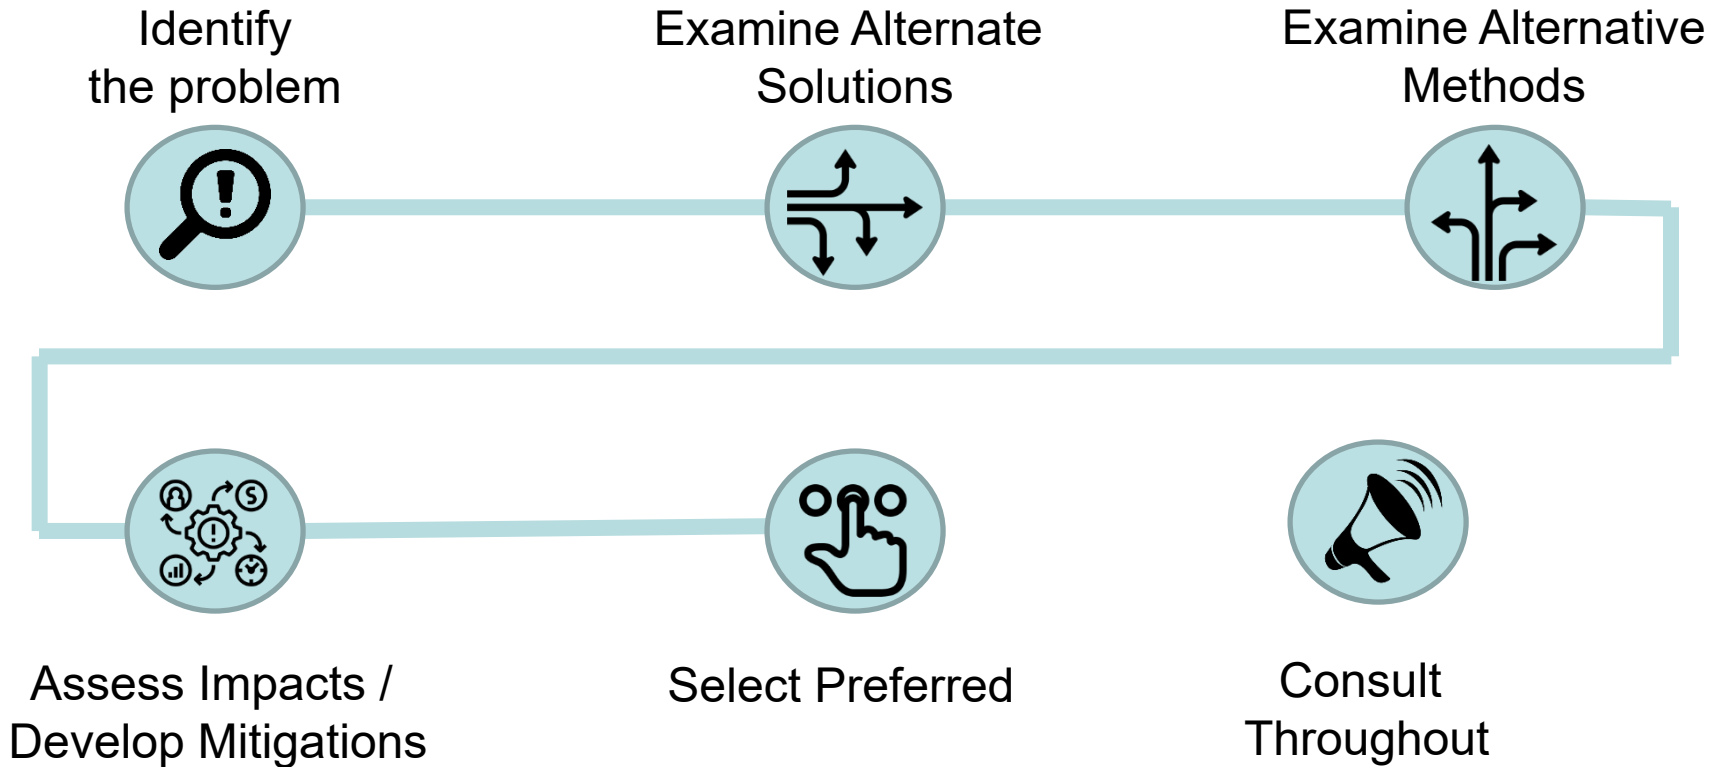 Identify
the problem
Examine Alternate
Solutions
Examine Alternative
Methods
Assess Impacts /
Develop Mitigations
Select Preferred
Consult
Throughout